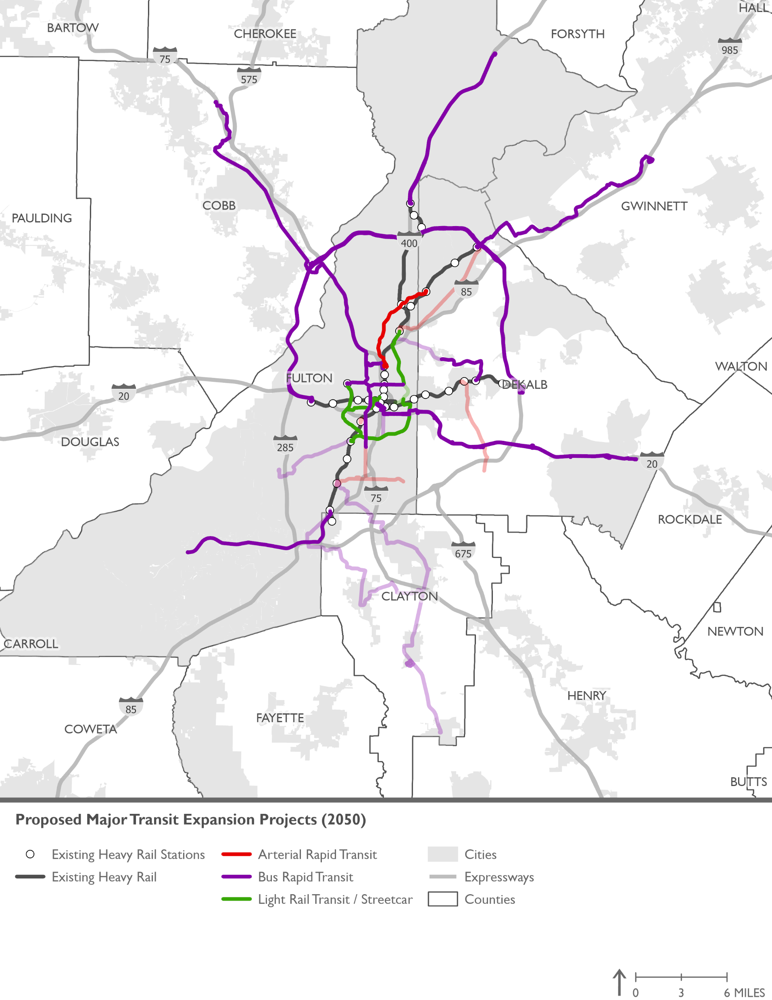 HALL
BARTOW
CHEROKEE
FORSYTH
985
75
575
COBB
GWINNETT
PAULDING
400
85
WALTON
FULTON
DEKALB
20
DOUGLAS
285
20
75
ROCKDALE
675
CLAYTON
NEWTON
CARROLL
HENRY
85
FAYETTE
COWETA
BUTTS
Proposed Major Transit Expansion Projects (2050)
Existing Heavy Rail Stations
Arterial Rapid Transit
Cities
Existing Heavy Rail
Bus Rapid Transit
Expressways
Light Rail Transit / Streetcar
Counties
0 3 6 MILES